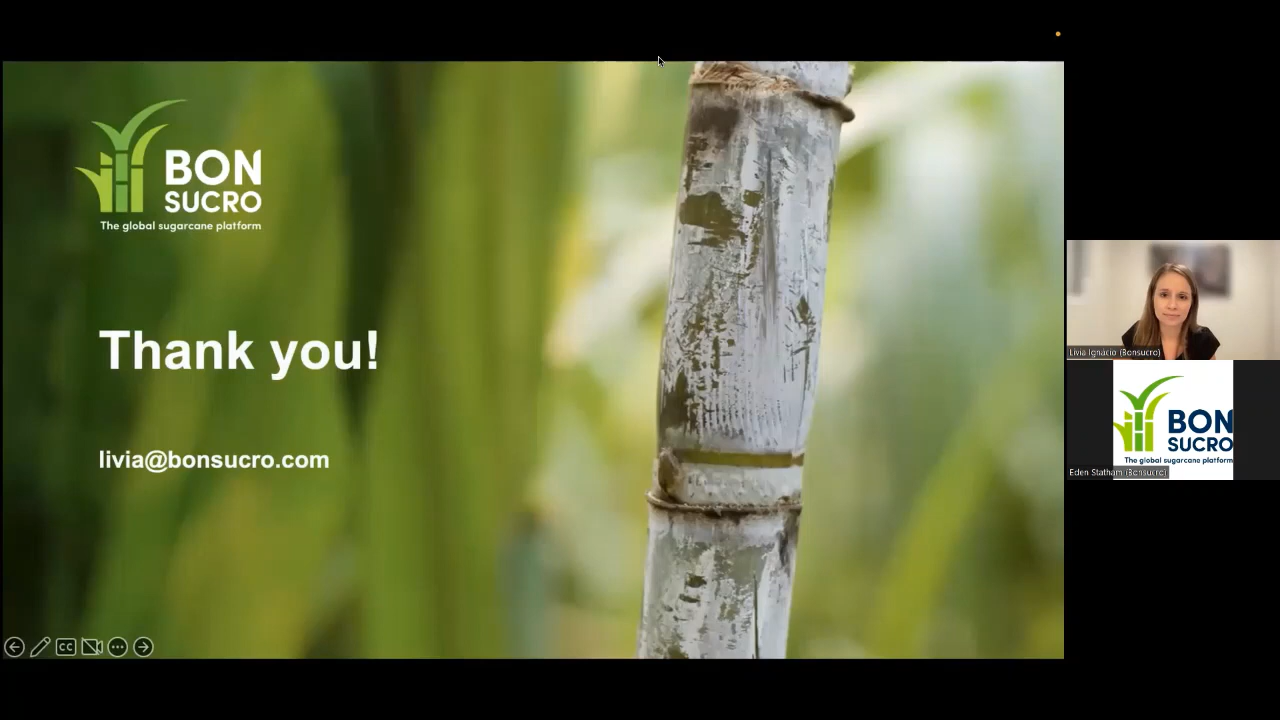 BON
SUCRO
The global sugarcane platform
Thank you!
livia@bonsucro.com
CC
Livia Ignácio (Bonsucro)
BON
SUCRO
The global sugarcane platform
Eden Statham (Bonsucro)